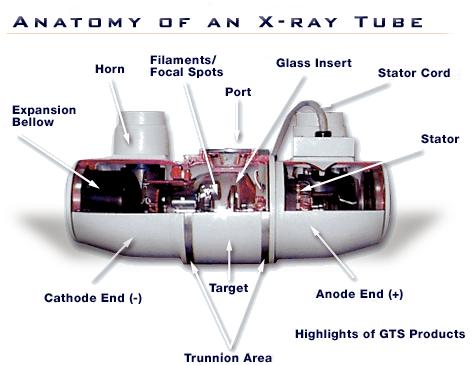 ANATOMY OF AN X-RAY TUBE
Horn
Filaments/
Focal Spots
Glass Insert
Stator Cord
Port
Expansion
Bellow
Stator
Cathode End (-)
Target
Anode End (+)
Trunnion Area
Highlights of GTS Products